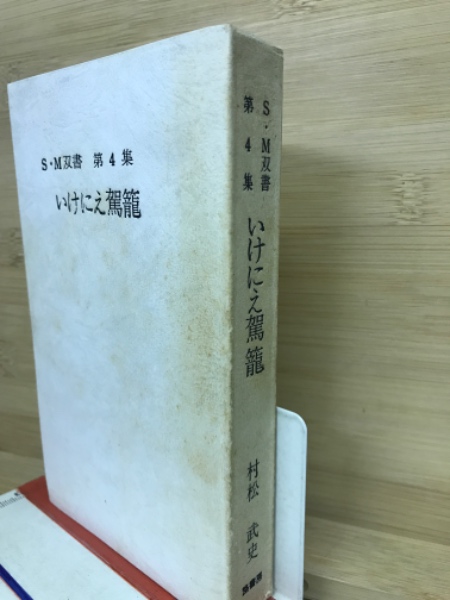 S・M双書 第4集
いけにえ駕籠
S・M双書
第4集
いけにえ駕籠
村松 武史